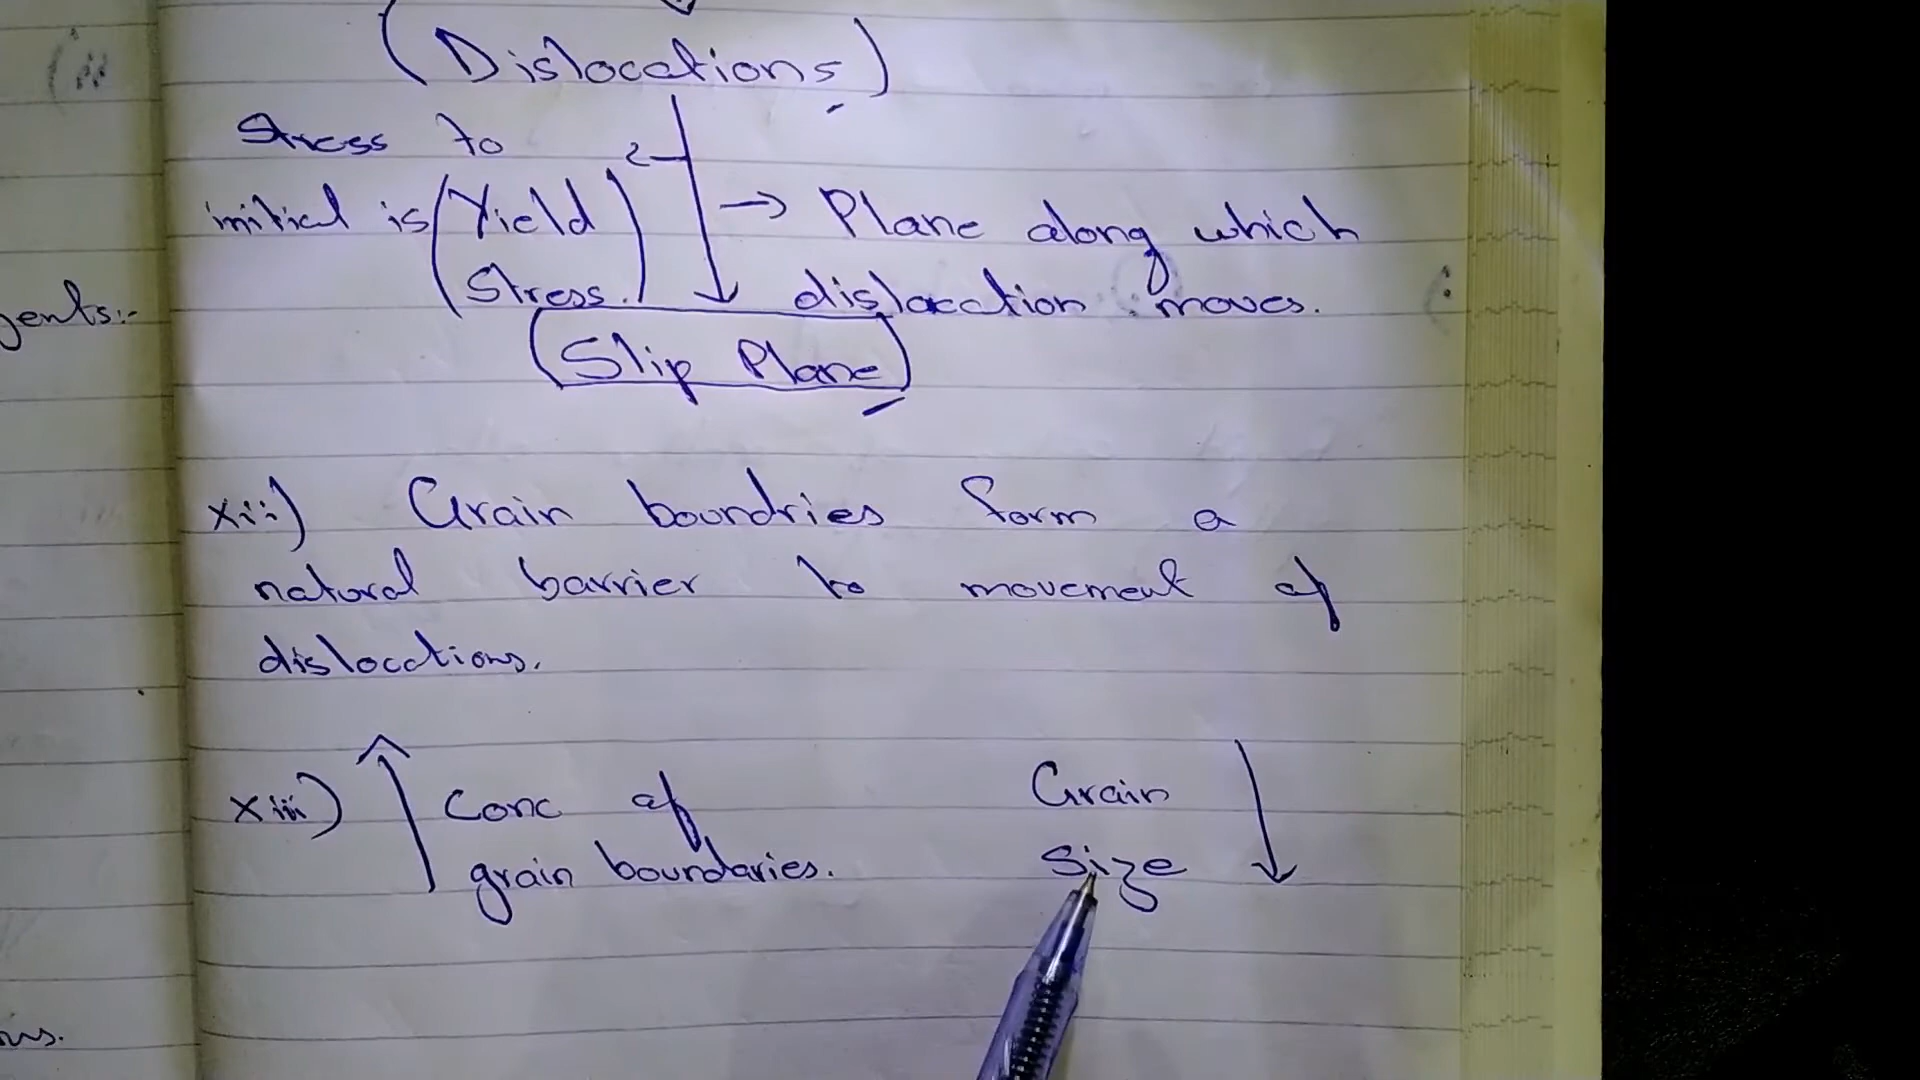 (Dislocations)
Stress to
initial is (Yield → Plane along which
Stress.) dislocation moves.
(Slip Plane)
xii) Grain boundries form a
natural barrier to movement of
dislocations.
xiii) ↑ Conc of Grain ↓
grain boundaries. Size